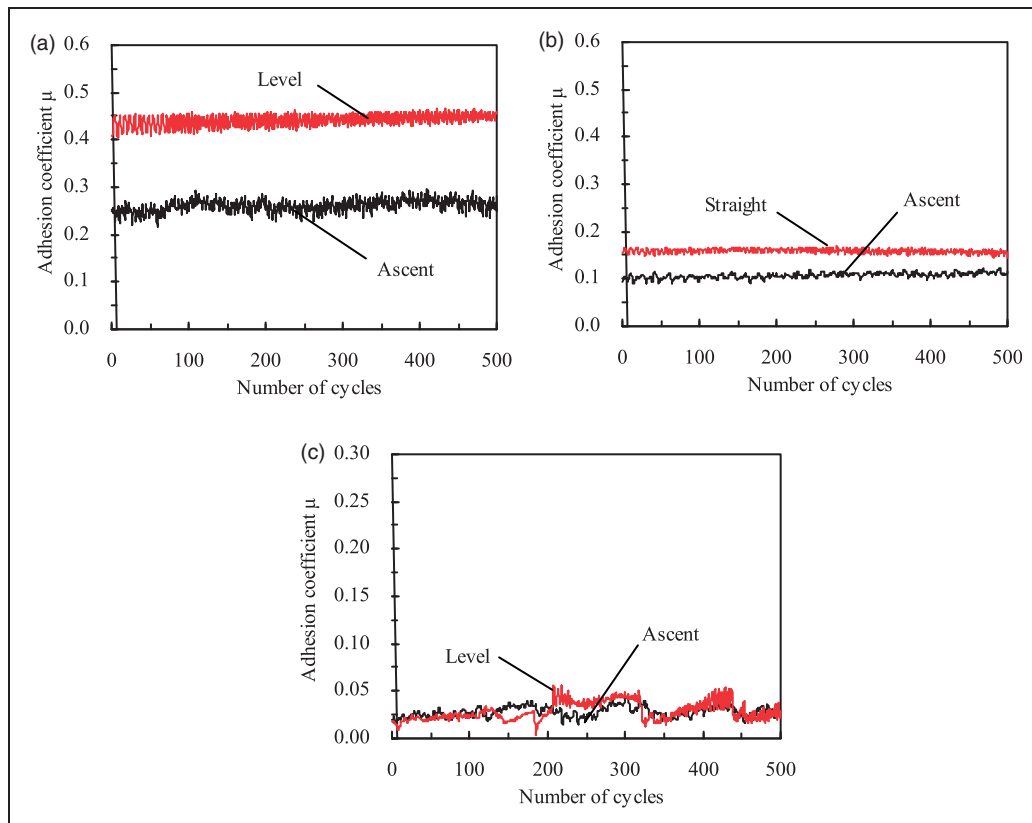 (a)
0.6
0.5
0.4
0.3
0.2
0.1
0.0
Adhesion coefficient μ
Level
Ascent
0 100 200 300 400 500
Number of cycles
(b)
0.6
0.5
0.4
0.3
0.2
0.1
0.0
Adhesion coefficient μ
Straight
Ascent
0 100 200 300 400 500
Number of cycles
(c)
0.30
0.25
0.20
0.15
0.10
0.05
0.00
Adhesion coefficient μ
Level
Ascent
0 100 200 300 400 500
Number of cycles